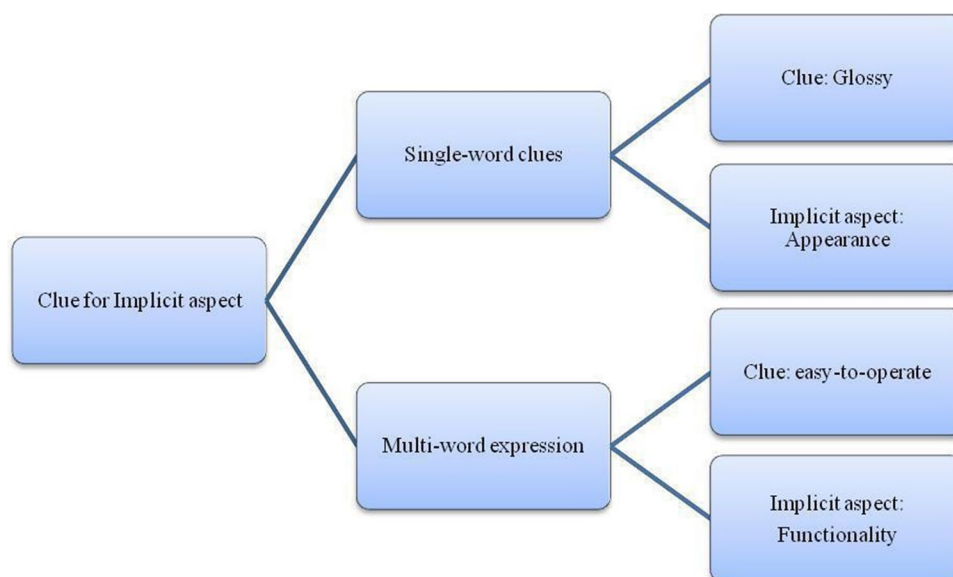 Clue: Glossy
Single-word clues
Implicit aspect:
Appearance
Clue for Implicit aspect
Clue: easy-to-operate
Multi-word expression
Implicit aspect:
Functionality